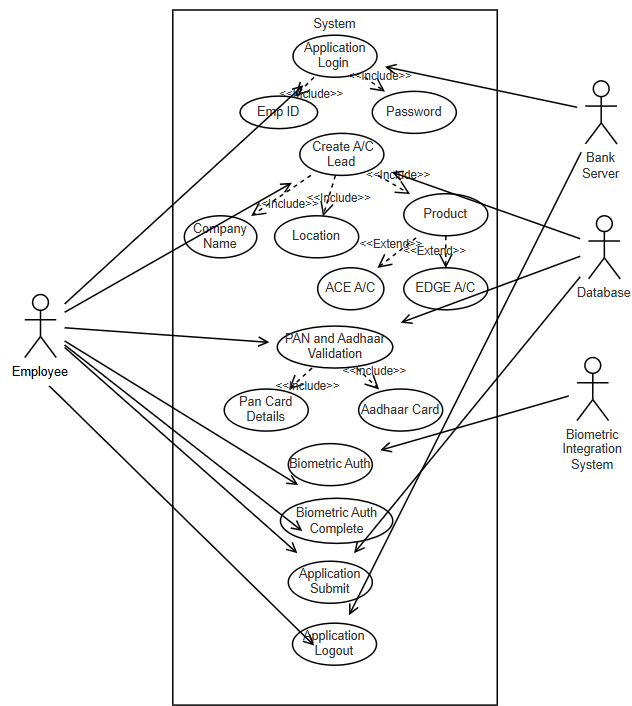 System
Application
Login
<<Include>>
<<Include>>
Emp ID
Password
Create A/C
Lead
<<Include>>
<<Include>>
<<Include>>
Company
Name
Location
Product
<<Extend>>
<<Extend>>
ACE A/C
EDGE A/C
PAN and Aadhaar
Validation
<<Include>>
<<Include>>
Pan Card
Details
Aadhaar Card
Biometric Auth
Biometric Auth
Complete
Application
Submit
Application
Logout
Employee
Bank
Server
Database
Biometric
Integration
System